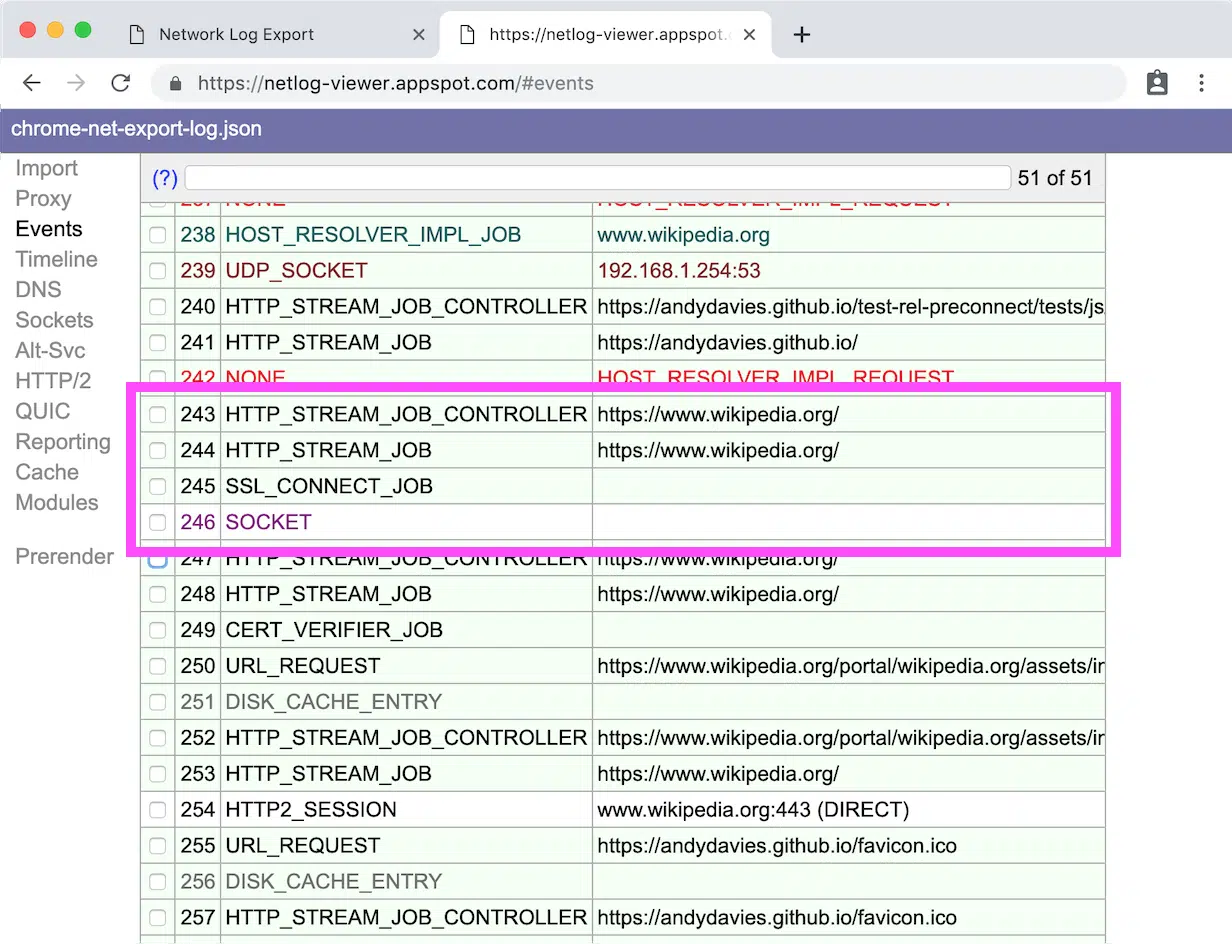 Network Log Export
https://netlog-viewer.appspot.c
https://netlog-viewer.appspot.com/#events
chrome-net-export-log.json
Import
Proxy
Events
Timeline
DNS
Sockets
Alt-Svc
HTTP/2
QUIC
Reporting
Cache
Modules
Prerender
(?) 51 of 51
237 NONE HOST_RESOLVER_IMPL_REQUEST
238 HOST_RESOLVER_IMPL_JOB www.wikipedia.org
239 UDP_SOCKET 192.168.1.254:53
240 HTTP_STREAM_JOB_CONTROLLER https://andydavies.github.io/test-rel-preconnect/tests/js
241 HTTP_STREAM_JOB https://andydavies.github.io/
242 NONE HOST_RESOLVER_IMPL_REQUEST
243 HTTP_STREAM_JOB_CONTROLLER https://www.wikipedia.org/
244 HTTP_STREAM_JOB https://www.wikipedia.org/
245 SSL_CONNECT_JOB
246 SOCKET
247 HTTP_STREAM_JOB_CONTROLLER https://www.wikipedia.org/
248 HTTP_STREAM_JOB https://www.wikipedia.org/
249 CERT_VERIFIER_JOB
250 URL_REQUEST https://www.wikipedia.org/portal/wikipedia.org/assets/ir
251 DISK_CACHE_ENTRY
252 HTTP_STREAM_JOB_CONTROLLER https://www.wikipedia.org/portal/wikipedia.org/assets/ir
253 HTTP_STREAM_JOB https://www.wikipedia.org/
254 HTTP2_SESSION www.wikipedia.org:443 (DIRECT)
255 URL_REQUEST https://andydavies.github.io/favicon.ico
256 DISK_CACHE_ENTRY
257 HTTP_STREAM_JOB_CONTROLLER https://andydavies.github.io/favicon.ico